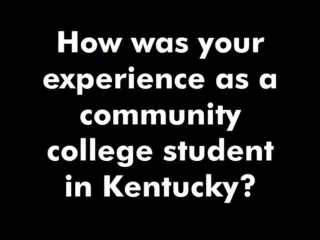 How was your
experience as a
community
college student
in Kentucky?